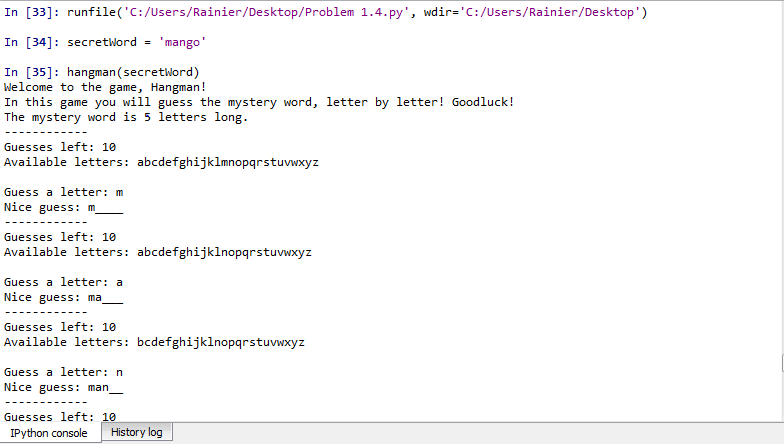 In [33]: runfile('C:/Users/Rainier/Desktop/Problem 1.4.py', wdir='C:/Users/Rainier/Desktop')
In [34]: secretWord = 'mango'
In [35]: hangman(secretWord)
Welcome to the game, Hangman!
In this game you will guess the mystery word, letter by letter! Goodluck!
The mystery word is 5 letters long.
------------
Guesses left: 10
Available letters: abcdefghijklmnopqrstuvwxyz
Guess a letter: m
Nice guess: m____
------------
Guesses left: 10
Available letters: abcdefghijklnopqrstuvwxyz
Guess a letter: a
Nice guess: ma___
------------
Guesses left: 10
Available letters: bcdefghijklnopqrstuvwxyz
Guess a letter: n
Nice guess: man__
------------
Guesses left: 10
IPython console History log